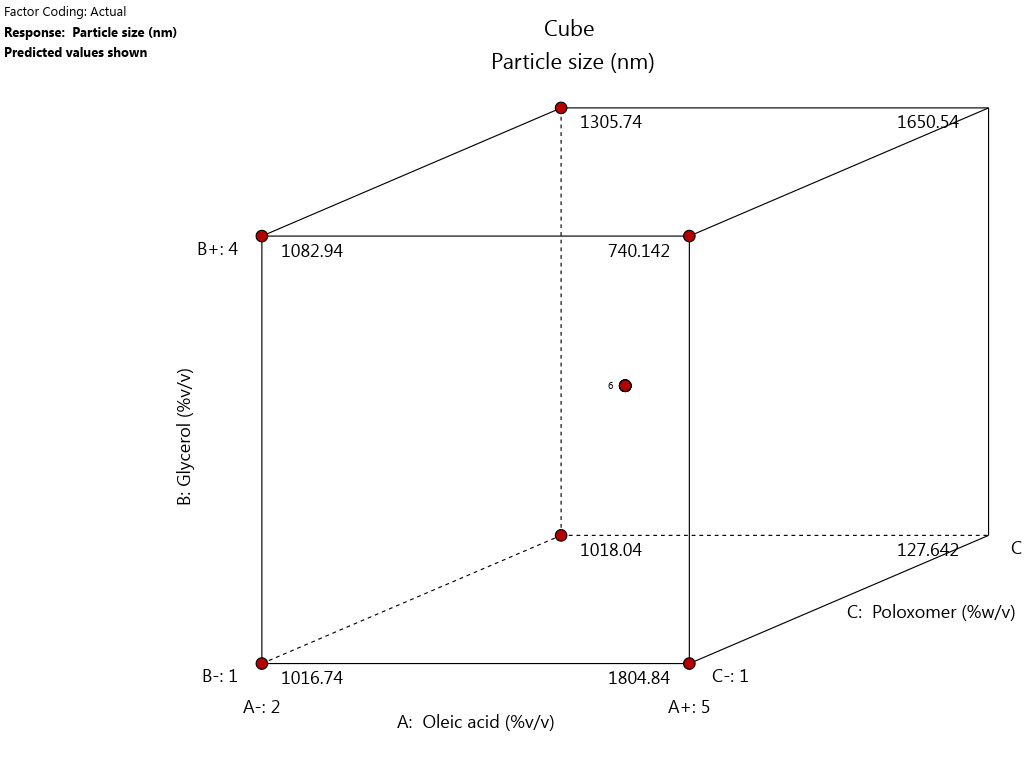 Factor Coding: Actual
Response: Particle size (nm)
Predicted values shown
Cube
Particle size (nm)
1305.74
1650.54
B+: 4
1082.94
740.142
6
B: Glycerol (%v/v)
1018.04
127.642
C
C: Poloxomer (%w/v)
B-: 1
1016.74
1804.84
C-: 1
A-: 2
A+: 5
A: Oleic acid (%v/v)